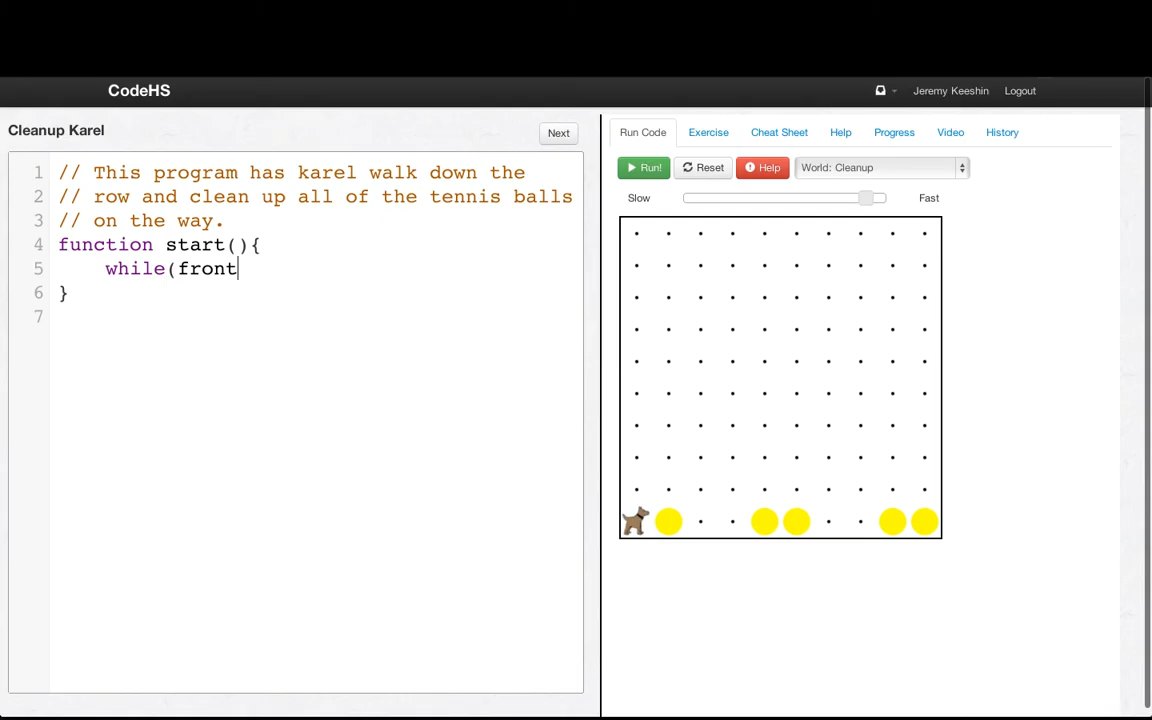 CodeHS
Jeremy Keeshin
Logout
Cleanup Karel
Next
Run Code
Exercise
Cheat Sheet
Help
Progress
Video
History
Run!
Reset
Help
World: Cleanup
Slow
Fast
1 // This program has karel walk down the
2 // row and clean up all of the tennis balls
3 // on the way.
4 function start(){
5 while(front
6 }
7